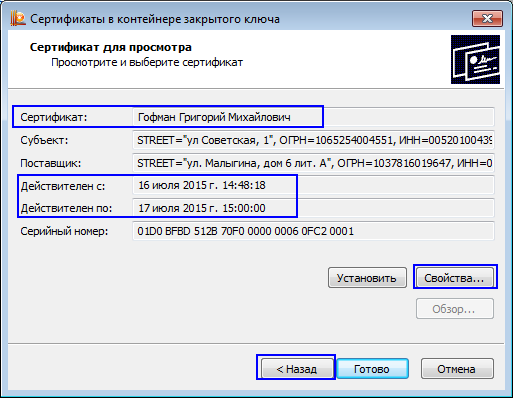 Сертификаты в контейнере закрытого ключа
Сертификат для просмотра
Просмотрите и выберите сертификат
Сертификат: Гофман Григорий Михайлович
Субъект: STREET="ул Советская, 1", ОГРН=1065254004551, ИНН=00520100439
Поставщик: STREET="ул. Малыгина, дом 6 лит. А", ОГРН=1037816019647, ИНН=0
Действителен с: 16 июля 2015 г. 14:48:18
Действителен по: 17 июля 2015 г. 15:00:00
Серийный номер: 01D0 BFBD 512B 70F0 0000 0006 0FC2 0001
Установить Свойства...
Обзор...
< Назад Готово Отмена